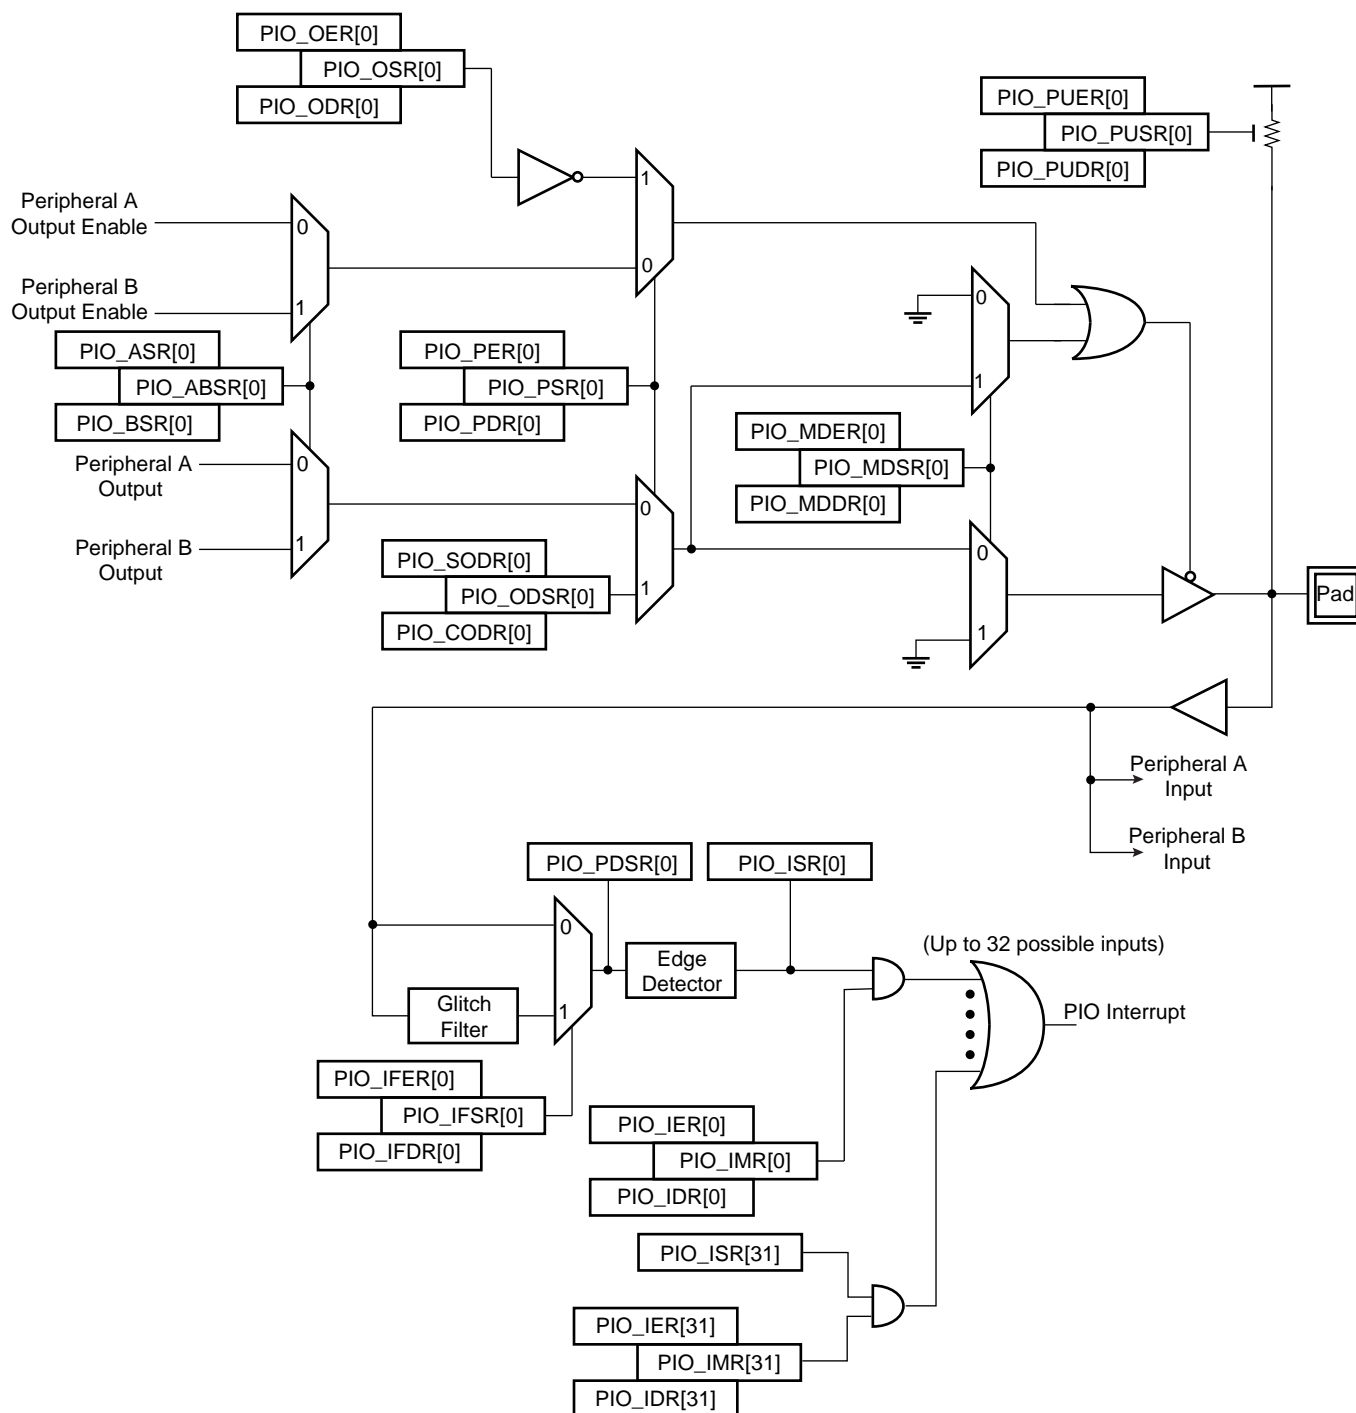 PIO_OER[0]
PIO_OSR[0]
PIO_ODR[0]
PIO_PUER[0]
PIO_PUSR[0]
PIO_PUDR[0]
1
Peripheral A
Output Enable
0
0
Peripheral B
Output Enable
1
0
PIO_ASR[0]
PIO_ABSR[0]
PIO_BSR[0]
PIO_PER[0]
PIO_PSR[0]
PIO_PDR[0]
1
PIO_MDER[0]
PIO_MDSR[0]
PIO_MDDR[0]
Peripheral A
Output
0
0
Peripheral B
Output
1
0
PIO_SODR[0]
PIO_ODSR[0]
PIO_CODR[0]
1
1
Pad
Peripheral A
Input
Peripheral B
Input
PIO_PDSR[0]
PIO_ISR[0]
0
(Up to 32 possible inputs)
Edge
Detector
Glitch
Filter
1
PIO Interrupt
PIO_IFER[0]
PIO_IFSR[0]
PIO_IFDR[0]
PIO_IER[0]
PIO_IMR[0]
PIO_IDR[0]
PIO_ISR[31]
PIO_IER[31]
PIO_IMR[31]
PIO_IDR[31]